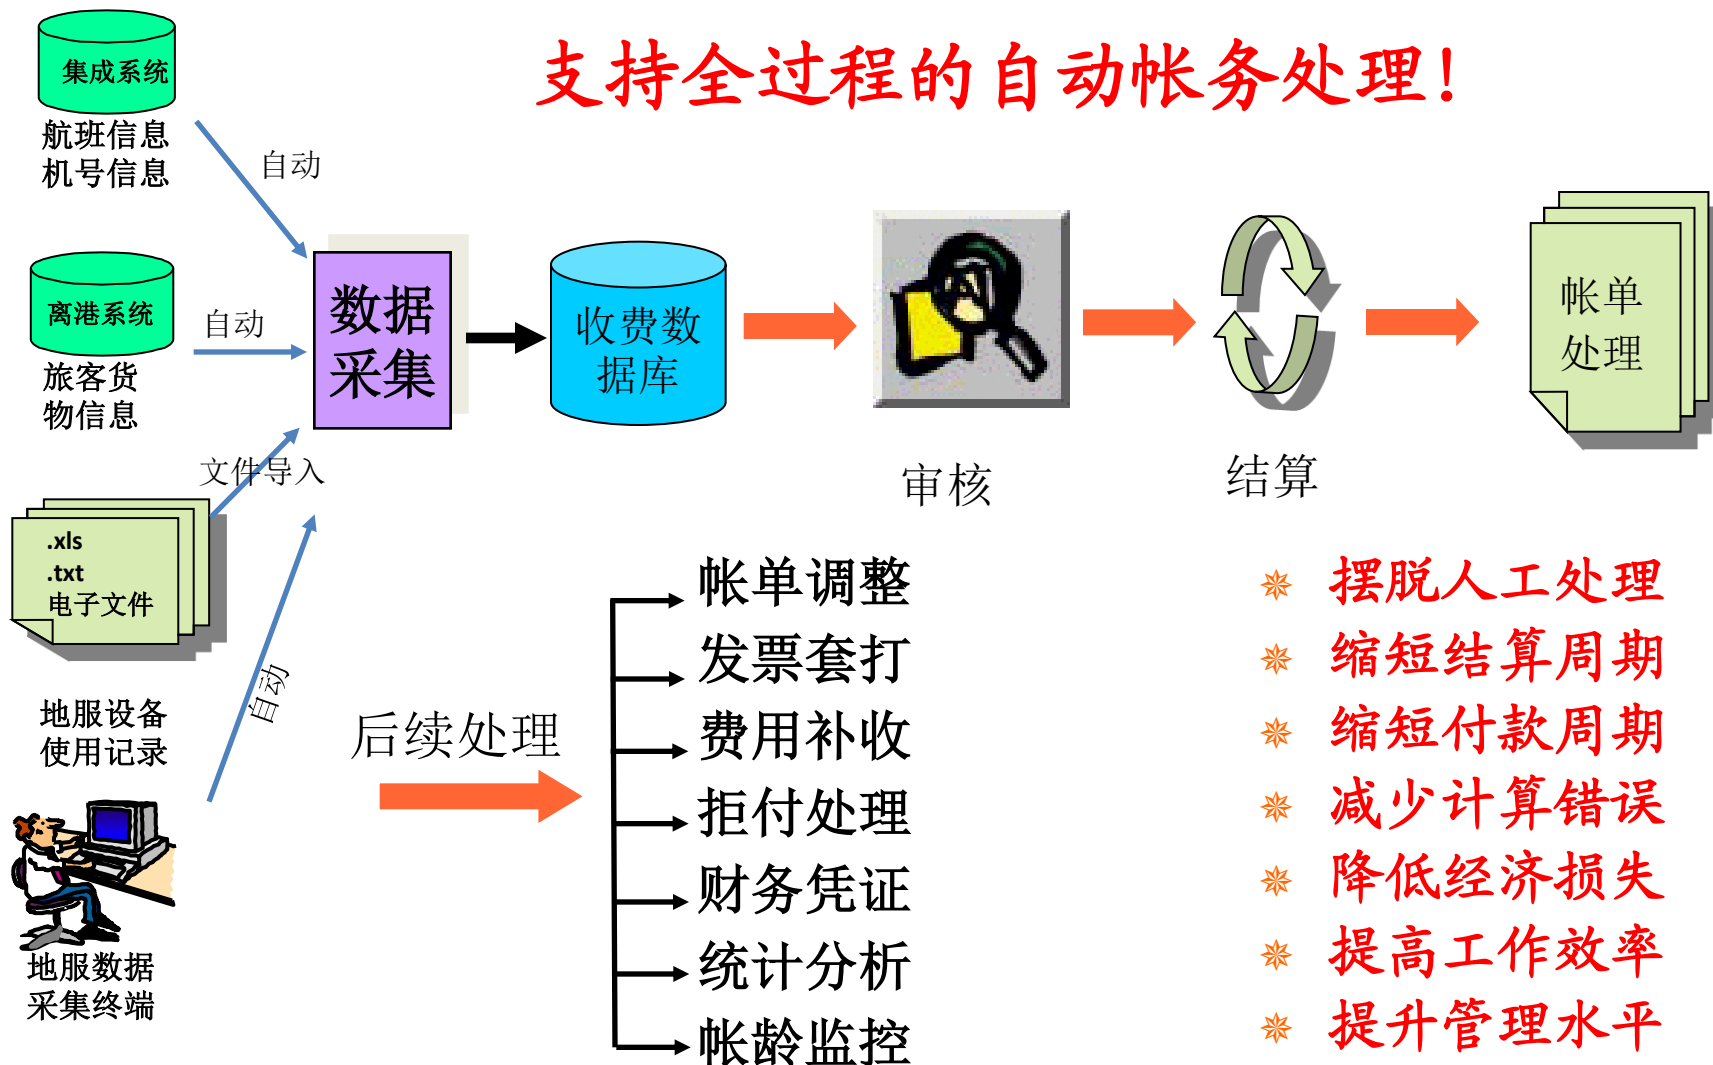 支持全过程的自动帐务处理！
集成系统
航班信息
机号信息
自动
离港系统
自动
旅客货
物信息
文件导入
.xls
.txt
电子文件
地服设备
使用记录
自动
地服数据
采集终端
数据
采集
收费数
据库
审核
结算
帐单
处理
后续处理
帐单调整
发票套打
费用补收
拒付处理
财务凭证
统计分析
帐龄监控
摆脱人工处理
缩短结算周期
缩短付款周期
减少计算错误
降低经济损失
提高工作效率
提升管理水平